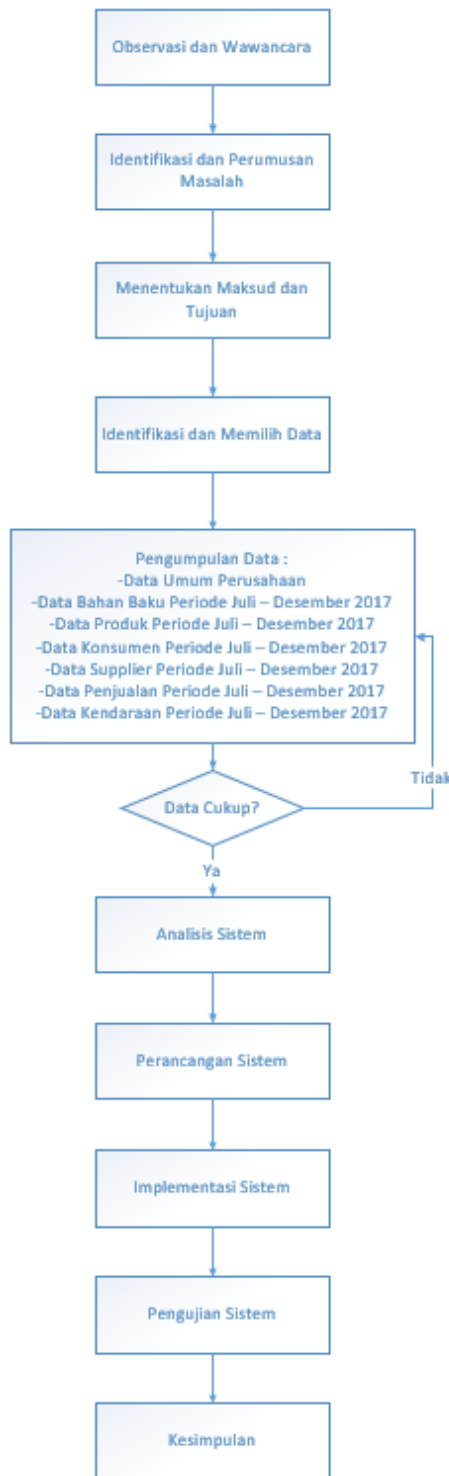 Observasi dan Wawancara
Identifikasi dan Perumusan
Masalah
Menentukan Maksud dan
Tujuan
Identifikasi dan Memilih Data
Pengumpulan Data :
-Data Umum Perusahaan
-Data Bahan Baku Periode Juli – Desember 2017
-Data Produk Periode Juli – Desember 2017
-Data Konsumen Periode Juli – Desember 2017
-Data Supplier Periode Juli – Desember 2017
-Data Penjualan Periode Juli – Desember 2017
-Data Kendaraan Periode Juli – Desember 2017
Tidak
Data Cukup?
Ya
Analisis Sistem
Perancangan Sistem
Implementasi Sistem
Pengujian Sistem
Kesimpulan